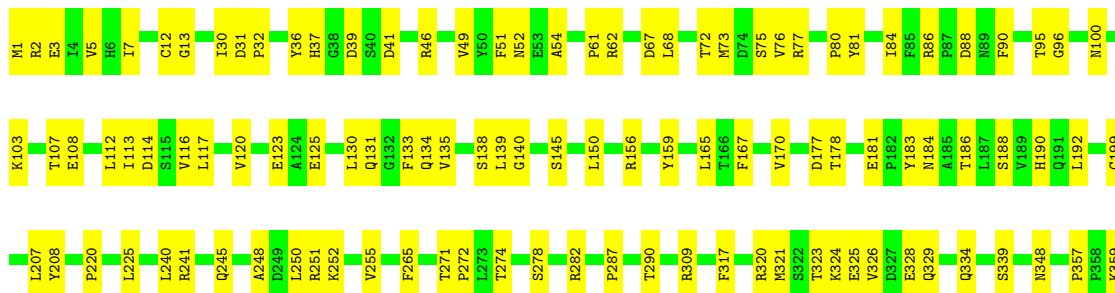 M1 R2 E3 I4 V5 H6 I7 C12 G13 I30 D31 P32 Y36 H37 G38 D39 S40 D41 R46 V49 Y50 F51 N52 E53 A54 P61 R62 D67 L68 T72 M73 D74 S75 V76 R77 P80 Y81 I84 F85 R86 P87 D88 N89 F90 T95 G96 N100
K103 T107 E108 L112 I113 D114 S115 V116 L117 V120 E123 A124 E125 L130 Q131 G132 F133 Q134 V135 S138 L139 G140 S145 L150 R156 Y159 L165 T166 F167 V170 D177 T178 E181 P182 Y183 N184 A185 T186 L187 S188 V189 H190 Q191 L192
L207 Y208 P220 L225 L240 R241 Q245 A248 D249 L250 R251 K252 V255 F265 T271 P272 L273 T274 S278 R282 P287 T290 R309 F317 R320 M321 S322 T323 K324 E325 V326 D327 E328 Q329 Q334 S339 N348 P357 P358